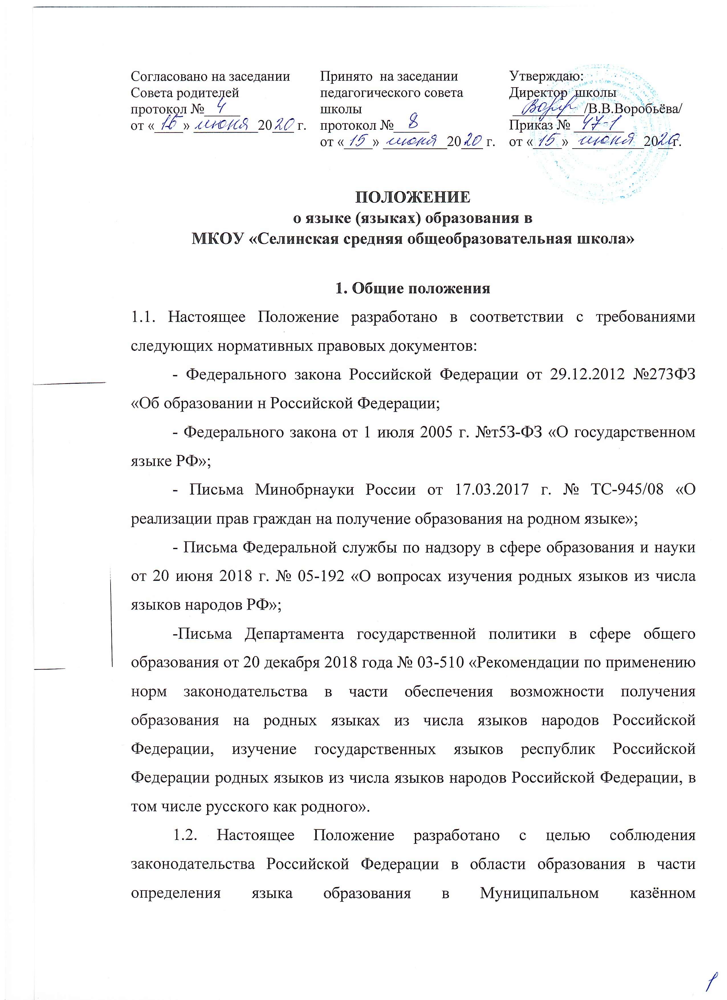 Согласовано на заседании
Совета родителей
протокол № 4
от «15» июня 2020 г.
Принято на заседании
педагогического совета
школы
протокол № 8
от «15» июня 2020 г.
Утверждаю:
Директор школы
/В.В.Воробьёва/
Приказ № 47-1
от «15» июня 2020г.
ПОЛОЖЕНИЕ
о языке (языках) образования в
МКОУ «Селинская средняя общеобразовательная школа»
1. Общие положения
1.1. Настоящее Положение разработано в соответствии с требованиями
следующих нормативных правовых документов:
- Федерального закона Российской Федерации от 29.12.2012 №273ФЗ
«Об образовании н Российской Федерации;
- Федерального закона от 1 июля 2005 г. №т53-ФЗ «О государственном
языке РФ»;
- Письма Минобрнауки России от 17.03.2017 г. № ТС-945/08 «О
реализации прав граждан на получение образования на родном языке»;
- Письма Федеральной службы по надзору в сфере образования и науки
от 20 июня 2018 г. № 05-192 «О вопросах изучения родных языков из числа
языков народов РФ»;
-Письма Департамента государственной политики в сфере общего
образования от 20 декабря 2018 года № 03-510 «Рекомендации по применению
норм законодательства в части обеспечения возможности получения
образования на родных языках из числа языков народов Российской
Федерации, изучение государственных языков республик Российской
Федерации родных языков из числа языков народов Российской Федерации, в
том числе русского как родного».
1.2. Настоящее Положение разработано с целью соблюдения
законодательства Российской Федерации в области образования в части
определения языка образования в Муниципальном казённом
1